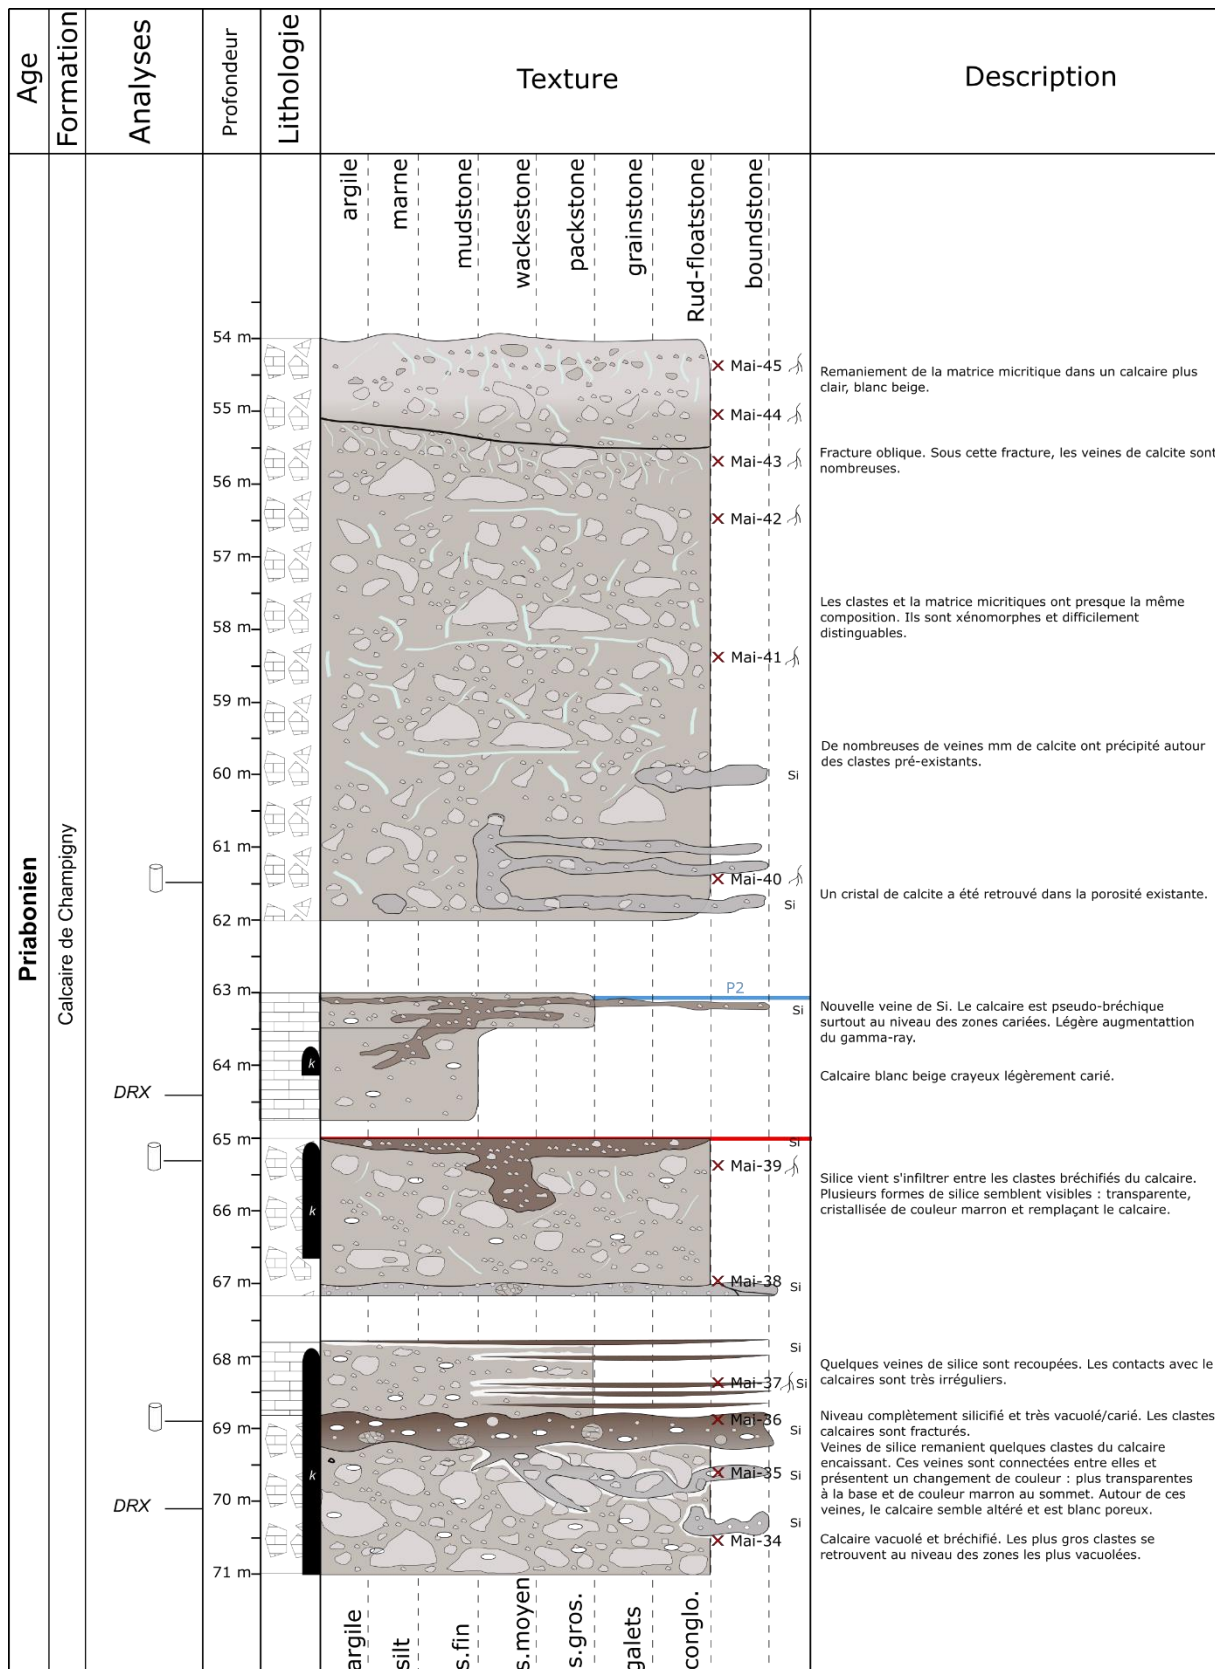 Age
Formation
Analyses
Profondeur
Lithologie
Texture
Description
argile
marne
mudstone
wackestone
packstone
grainstone
Rud-floatstone
boundstone
Priabonien
Calcaire de Champigny
54 m
Mai-45
Remaniement de la matrice micritique dans un calcaire plus
clair, blanc beige.
55 m
Mai-44
Fracture oblique. Sous cette fracture, les veines de calcite sont
nombreuses.
Mai-43
56 m
Mai-42
57 m
Les clastes et la matrice micritiques ont presque la même
composition. Ils sont xénomorphes et difficilement
distinguables.
58 m
Mai-41
59 m
De nombreuses de veines mm de calcite ont précipité autour
des clastes pré-existants.
60 m
Si
61 m
Mai-40
Un cristal de calcite a été retrouvé dans la porosité existante.
Si
62 m
63 m
P2
Si
Nouvelle veine de Si. Le calcaire est pseudo-bréchique
surtout au niveau des zones cariées. Légère augmentattion
du gamma-ray.
64 m
k
Calcaire blanc beige crayeux légèrement carié.
DRX
65 m
Si
Mai-39
Silice vient s'infiltrer entre les clastes bréchifiés du calcaire.
Plusieurs formes de silice semblent visibles : transparente,
cristallisée de couleur marron et remplaçant le calcaire.
66 m
k
67 m
Mai-38
Si
Si
68 m
Quelques veines de silice sont recoupées. Les contacts avec le
calcaires sont très irréguliers.
Mai-37
Si
Mai-36
Niveau complètement silicifié et très vacuolé/carié. Les clastes
calcaires sont fracturés.
69 m
Si
Veines de silice remanient quelques clastes du calcaire
encaissant. Ces veines sont connectées entre elles et
présentent un changement de couleur : plus transparentes
à la base et de couleur marron au sommet. Autour de ces
veines, le calcaire semble altéré et est blanc poreux.
k
Mai-35
Si
70 m
DRX
Si
Mai-34
Calcaire vacuolé et bréchifié. Les plus gros clastes se
retrouvent au niveau des zones les plus vacuolées.
71 m
argile
silt
s.fin
s.moyen
s.gros.
galets
conglo.